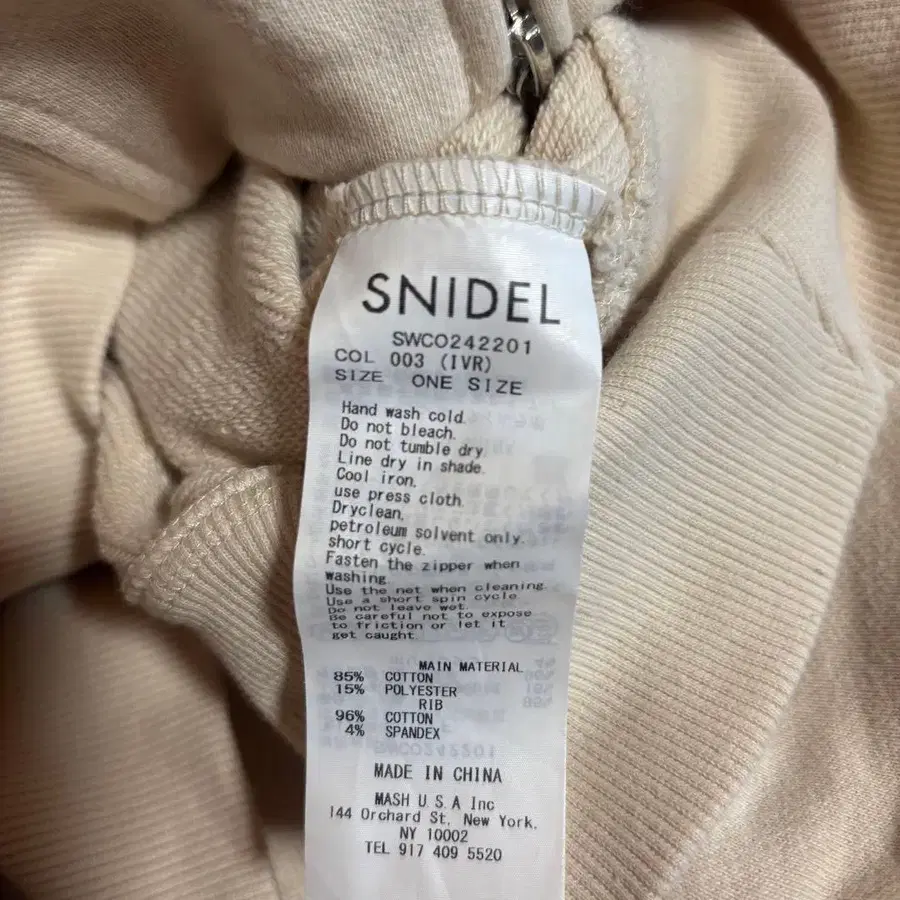 SNIDEL
SWCO242201
COL 003 (IVR)
SIZE ONE SIZE
Hand wash cold.
Do not bleach.
Do not tumble dry.
Line dry in shade.
Cool iron,
use press cloth.
Dryclean,
petroleum solvent only.
short cycle.
Fasten the zipper when
washing.
Use the net when cleaning.
Use a short spin cycle.
Do not leave wet.
Be careful not to expose
to friction or let it
get caught.
MAIN MATERIAL
85% COTTON
15% POLYESTER
RIB
96% COTTON
4% SPANDEX
MADE IN CHINA
MASH U.S.A Inc
144 Orchard St, New York,
NY 10002
TEL 917 409 5520